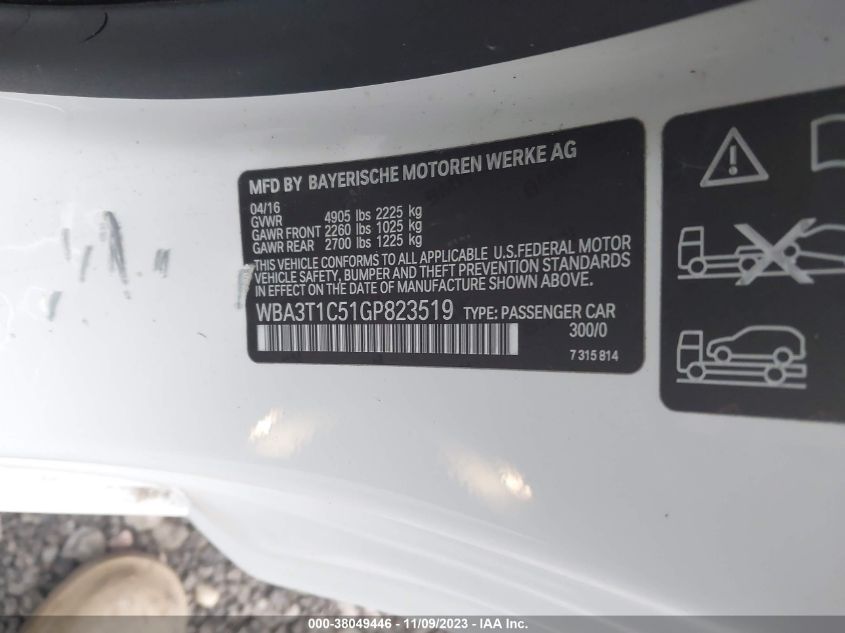 MFD BY BAYERISCHE MOTOREN WERKE AG
04/16
GVWR 4905 lbs 2225 kg
GAWR FRONT 2260 lbs 1025 kg
GAWR REAR 2700 lbs 1225 kg
THIS VEHICLE CONFORMS TO ALL APPLICABLE U.S.FEDERAL MOTOR
VEHICLE SAFETY, BUMPER AND THEFT PREVENTION STANDARDS
IN EFFECT ON THE DATE OF MANUFACTURE SHOWN ABOVE.
WBA3T1C51GP823519 TYPE: PASSENGER CAR
300/0
7 315 814
000-38049446 - 11/09/2023 - IAA Inc.